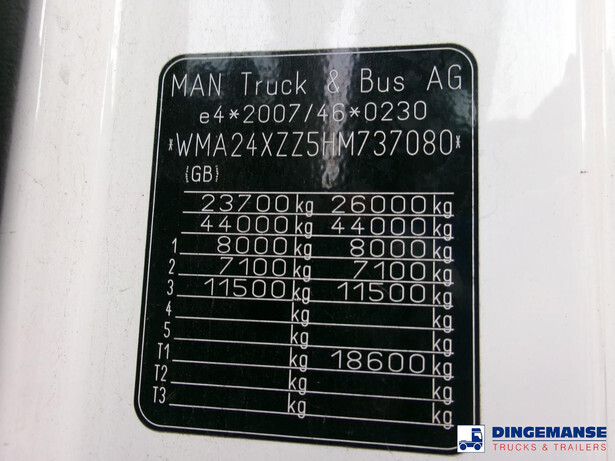 MAN Truck & Bus AG
e4*2007/46*0230
*WMA24XZZ5HM737080*
{GB}
23700 kg 26000 kg
44000 kg 44000 kg
1 8000 kg 8000 kg
2 7100 kg 7100 kg
3 11500 kg 11500 kg
4 kg kg
5 kg kg
T1 kg 18600 kg
T2 kg kg
T3 kg kg
DINGEMANSE
TRUCKS & TRAILERS